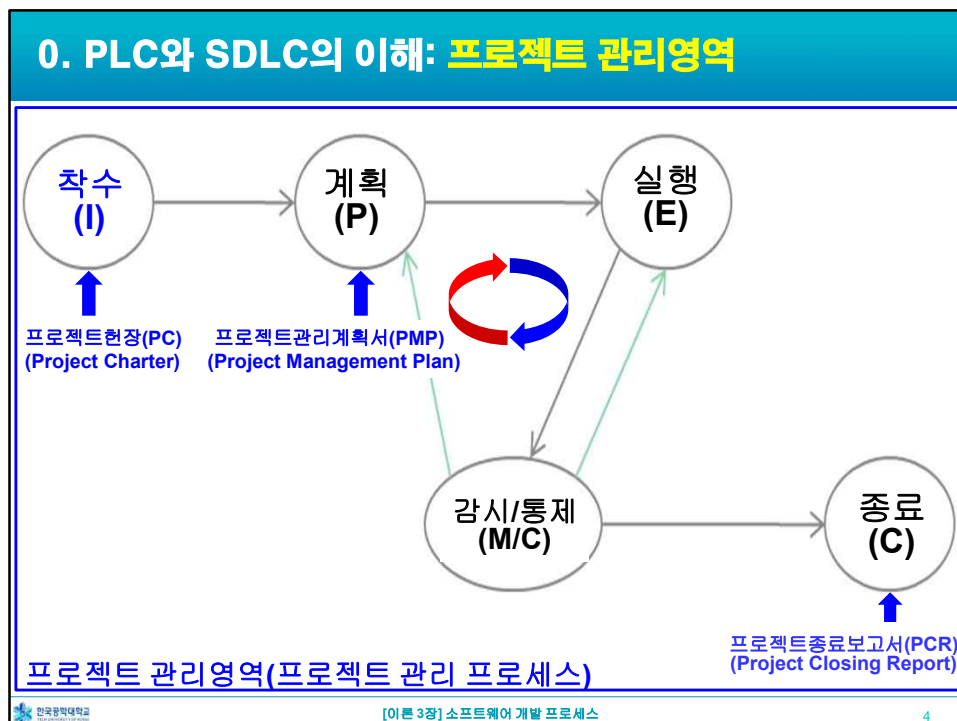 0. PLC와 SDLC의 이해: 프로젝트 관리영역
착수
(I)
계획
(P)
실행
(E)
프로젝트헌장(PC)
(Project Charter)
프로젝트관리계획서(PMP)
(Project Management Plan)
감시/통제
(M/C)
종료
(C)
프로젝트종료보고서(PCR)
(Project Closing Report)
프로젝트 관리영역(프로젝트 관리 프로세스)
한국공학대학교
TECH UNIVERSITY OF KOREA
[이론 3장] 소프트웨어 개발 프로세스
4